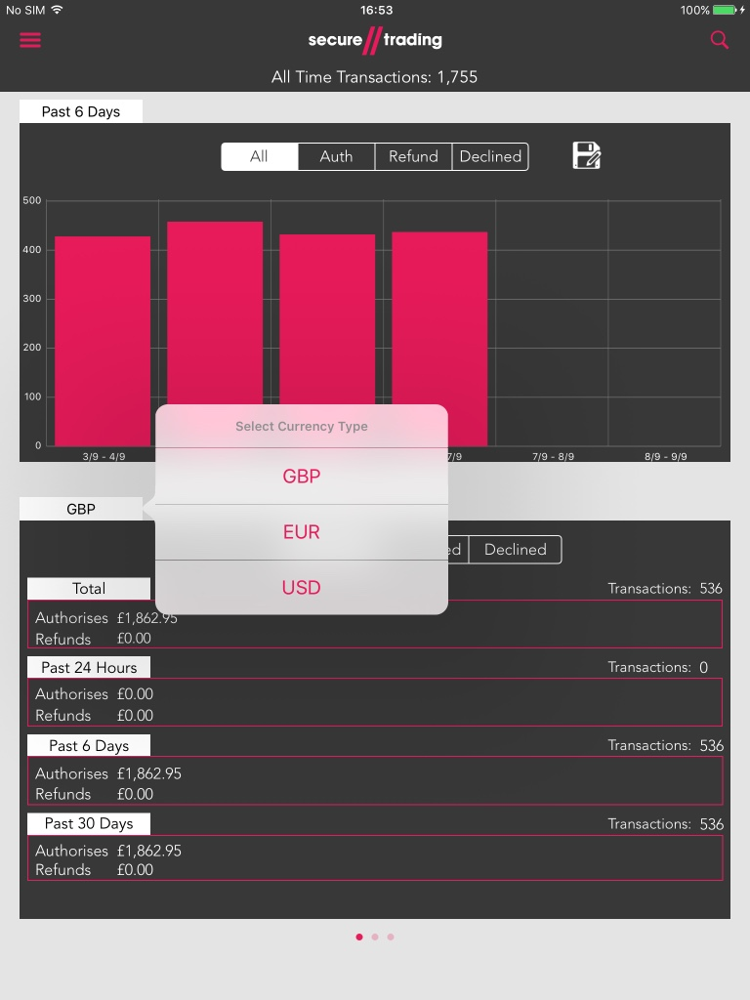 No SIM 16:53 100%
secure//trading
All Time Transactions: 1,755
Past 6 Days
All Auth Refund Declined
500
400
300
200
100
0
3/9 - 4/9 7/9 7/9 - 8/9 8/9 - 9/9
Select Currency Type
GBP
EUR
USD
GBP
ed Declined
Total Transactions: 536
Authorises £1,862.95
Refunds £0.00
Past 24 Hours Transactions: 0
Authorises £0.00
Refunds £0.00
Past 6 Days Transactions: 536
Authorises £1,862.95
Refunds £0.00
Past 30 Days Transactions: 536
Authorises £1,862.95
Refunds £0.00